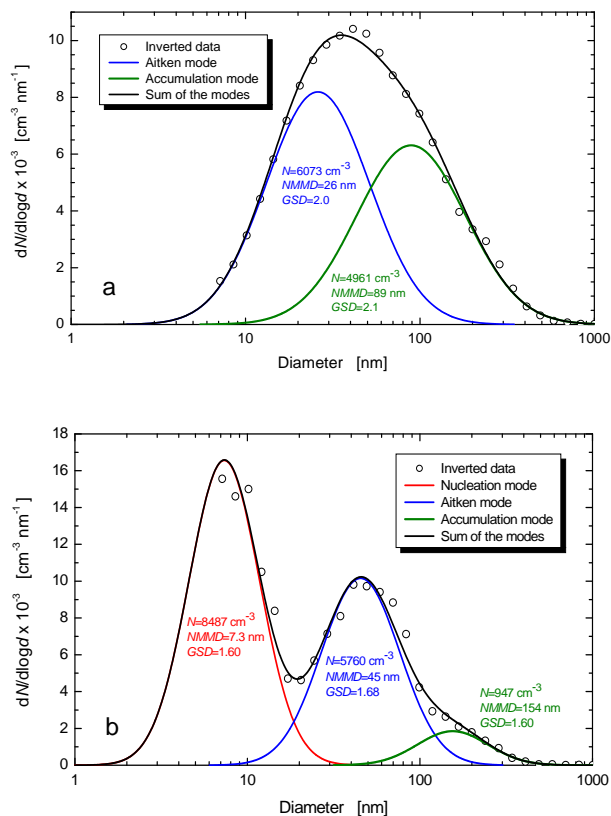 10
8
6
4
2
0
dN/dlogd x 10⁻³ [cm⁻³ nm⁻¹]
Inverted data
Aitken mode
Accumulation mode
Sum of the modes
N=6073 cm⁻³
NMMD=26 nm
GSD=2.0
N=4961 cm⁻³
NMMD=89 nm
GSD=2.1
a
1 10 100 1000
Diameter [nm]
18
16
14
12
10
8
6
4
2
0
dN/dlogd x 10⁻³ [cm⁻³ nm⁻¹]
Inverted data
Nucleation mode
Aitken mode
Accumulation mode
Sum of the modes
N=8487 cm⁻³
NMMD=7.3 nm
GSD=1.60
N=5760 cm⁻³
NMMD=45 nm
GSD=1.68
N=947 cm⁻³
NMMD=154 nm
GSD=1.60
b
1 10 100 1000
Diameter [nm]